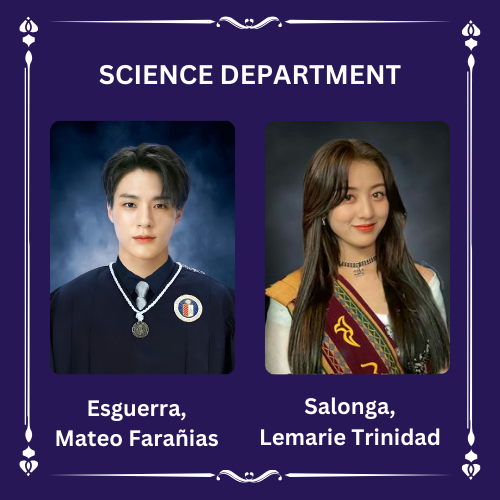 SCIENCE DEPARTMENT
Esguerra,
Mateo Farañias
Salonga,
Lemarie Trinidad